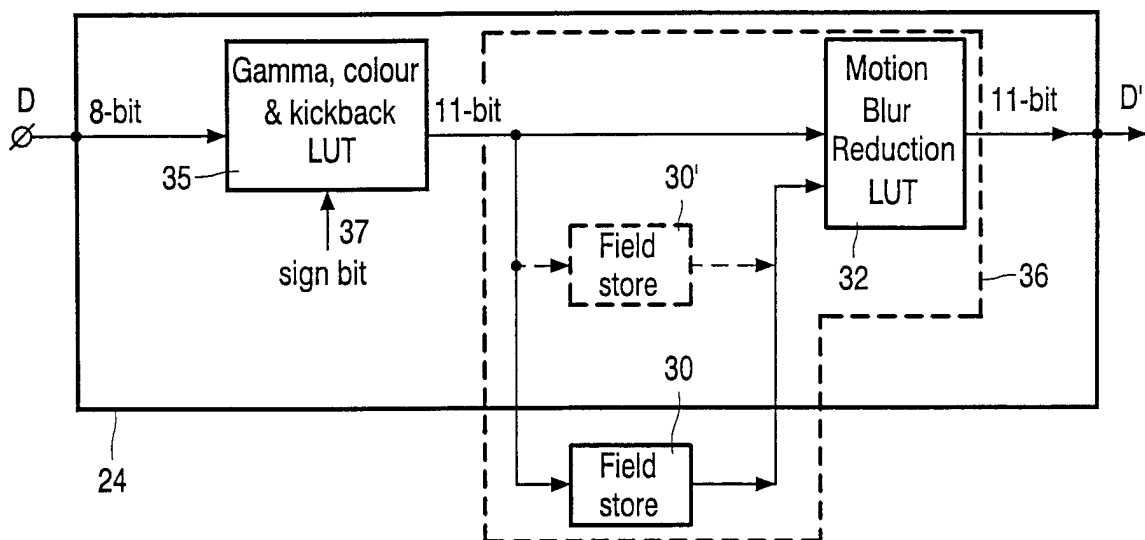 D
8-bit
Gamma, colour
& kickback
LUT
35
37
sign bit
11-bit
Motion
Blur
Reduction
LUT
32
11-bit
D'
30'
Field
store
36
30
Field
store
24